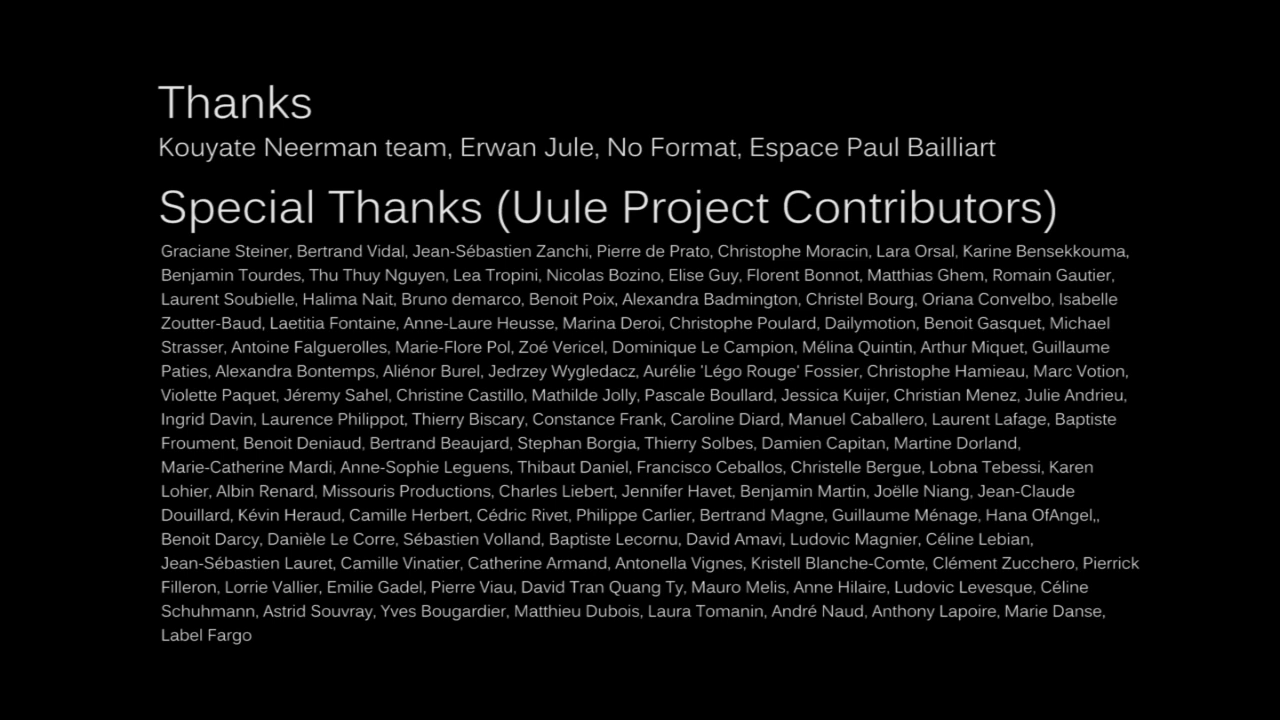 Thanks
Kouyate Neerman team, Erwan Jule, No Format, Espace Paul Bailliart
Special Thanks (Uule Project Contributors)
Graciane Steiner, Bertrand Vidal, Jean-Sébastien Zanchi, Pierre de Prato, Christophe Moracin, Lara Orsal, Karine Bensekkouma,
Benjamin Tourdes, Thu Thuy Nguyen, Lea Tropini, Nicolas Bozino, Elise Guy, Florent Bonnot, Matthias Ghem, Romain Gautier,
Laurent Soubielle, Halima Nait, Bruno demarco, Benoit Poix, Alexandra Badmington, Christel Bourg, Oriana Convelbo, Isabelle
Zoutter-Baud, Laetitia Fontaine, Anne-Laure Heusse, Marina Deroi, Christophe Poulard, Dailymotion, Benoit Gasquet, Michael
Strasser, Antoine Falguerolles, Marie-Flore Pol, Zoé Vericel, Dominique Le Campion, Mélina Quintin, Arthur Miquet, Guillaume
Paties, Alexandra Bontemps, Aliénor Burel, Jedrzey Wygledacz, Aurélie 'Légo Rouge' Fossier, Christophe Hamieau, Marc Votion,
Violette Paquet, Jéremy Sahel, Christine Castillo, Mathilde Jolly, Pascale Boullard, Jessica Kuijer, Christian Menez, Julie Andrieu,
Ingrid Davin, Laurence Philippot, Thierry Biscary, Constance Frank, Caroline Diard, Manuel Caballero, Laurent Lafage, Baptiste
Froument, Benoit Deniaud, Bertrand Beaujard, Stephan Borgia, Thierry Solbes, Damien Capitan, Martine Dorland,
Marie-Catherine Mardi, Anne-Sophie Leguens, Thibaut Daniel, Francisco Ceballos, Christelle Bergue, Lobna Tebessi, Karen
Lohier, Albin Renard, Missouris Productions, Charles Liebert, Jennifer Havet, Benjamin Martin, Joëlle Niang, Jean-Claude
Douillard, Kévin Heraud, Camille Herbert, Cédric Rivet, Philippe Carlier, Bertrand Magne, Guillaume Ménage, Hana OfAngel,,
Benoit Darcy, Danièle Le Corre, Sébastien Volland, Baptiste Lecornu, David Amavi, Ludovic Magnier, Céline Lebian,
Jean-Sébastien Lauret, Camille Vinatier, Catherine Armand, Antonella Vignes, Kristell Blanche-Comte, Clément Zucchero, Pierrick
Filleron, Lorrie Vallier, Emilie Gadel, Pierre Viau, David Tran Quang Ty, Mauro Melis, Anne Hilaire, Ludovic Levesque, Céline
Schuhmann, Astrid Souvray, Yves Bougardier, Matthieu Dubois, Laura Tomanin, André Naud, Anthony Lapoire, Marie Danse,
Label Fargo